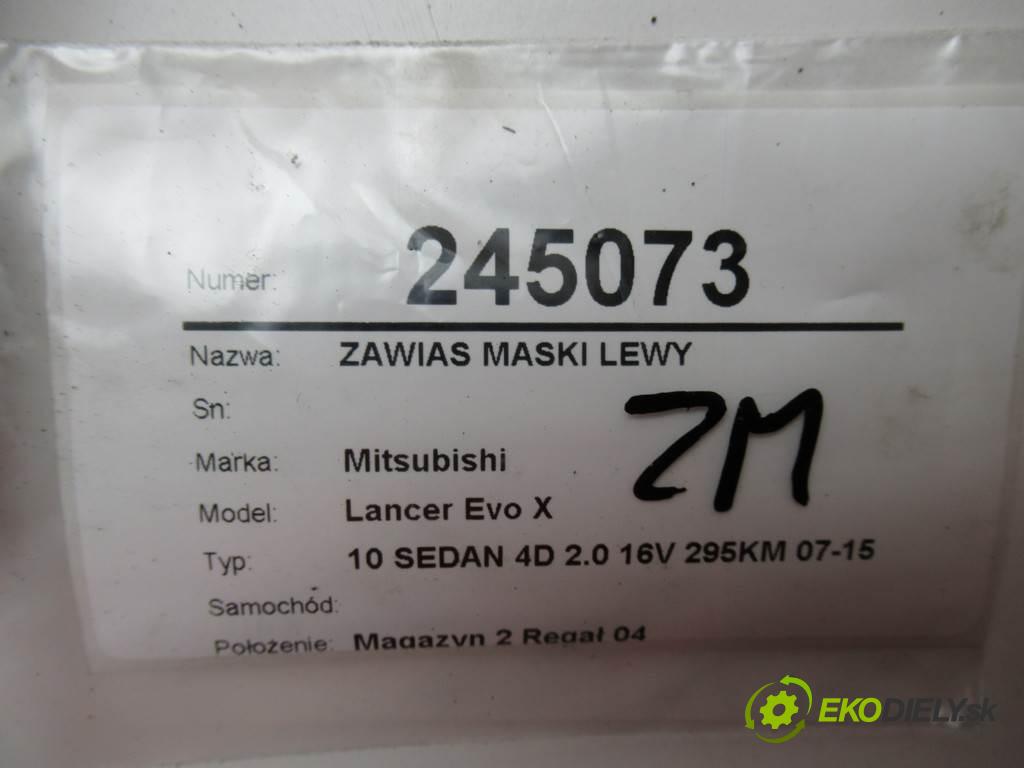 Numer: 245073
Nazwa: ZAWIAS MASKI LEWY
Sn:
ZM
Marka: Mitsubishi
Model: Lancer Evo X
Typ: 10 SEDAN 4D 2.0 16V 295KM 07-15
Samochód:
Położenie: Magazyn 2 Regał 04
EKODIELY.sk